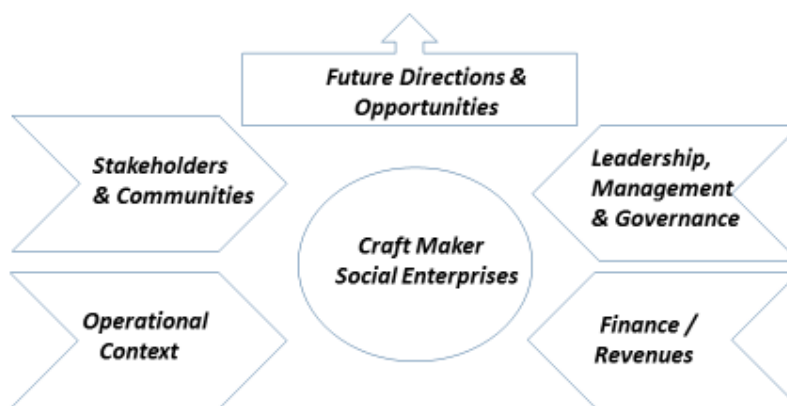 Future Directions &
Opportunities
Stakeholders
& Communities
Leadership,
Management
& Governance
Craft Maker
Social Enterprises
Operational
Context
Finance /
Revenues